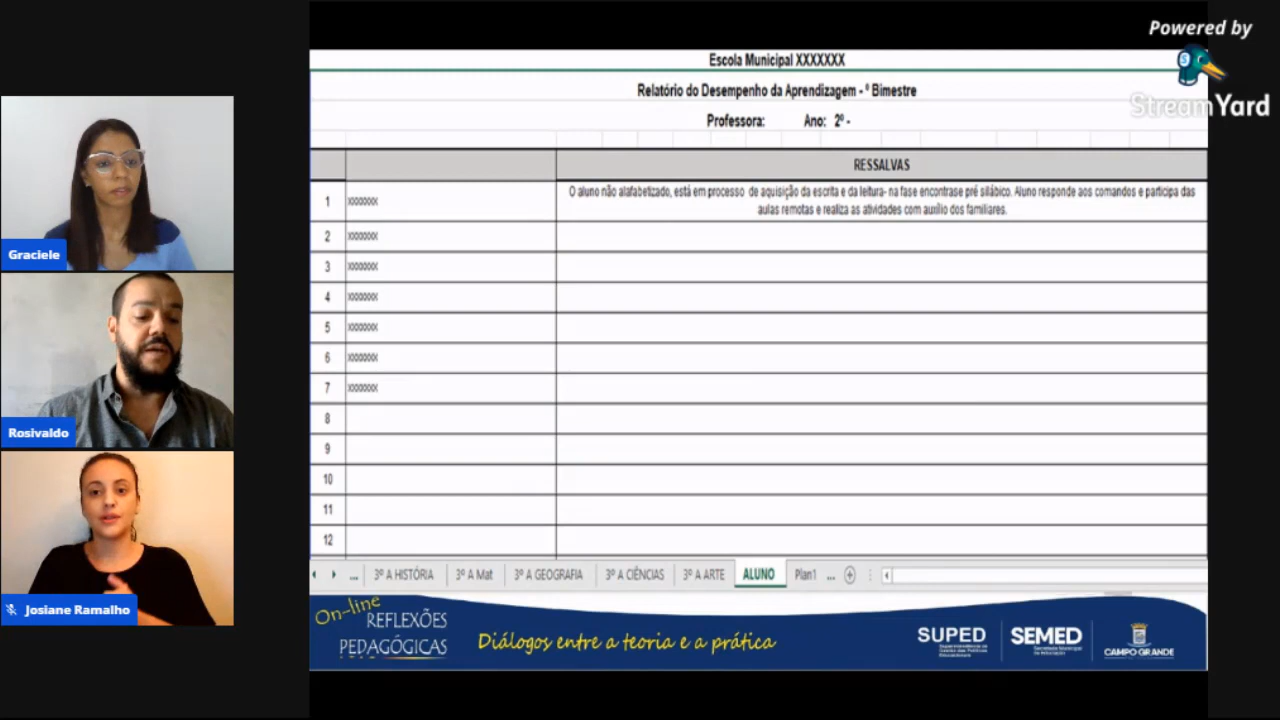 Powered by
StreamYard
Escola Municipal XXXXXXX
Relatório do Desempenho da Aprendizagem - º Bimestre
Professora: Ano: 2º -
RESSALVAS
1 XXXXXXX O aluno não alafabetizado, está em processo de aquisição da escrita e da leitura- na fase encontrase pré silábico. Aluno responde aos comandos e participa das
aulas remotas e realiza as atividades com auxílio dos familiares.
2 XXXXXXX
3 XXXXXXX
4 XXXXXXX
5 XXXXXXX
6 XXXXXXX
7 XXXXXXX
8
9
10
11
12
... 3º A HISTÓRIA 3º A Mat 3º A GEOGRAFIA 3º A CIÊNCIAS 3º A ARTE ALUNO Plan1 ...
On-line
REFLEXÕES
PEDAGÓGICAS
Diálogos entre a teoria e a prática
SUPED
SEMED
CAMPO GRANDE
Graciele
Rosivaldo
Josiane Ramalho